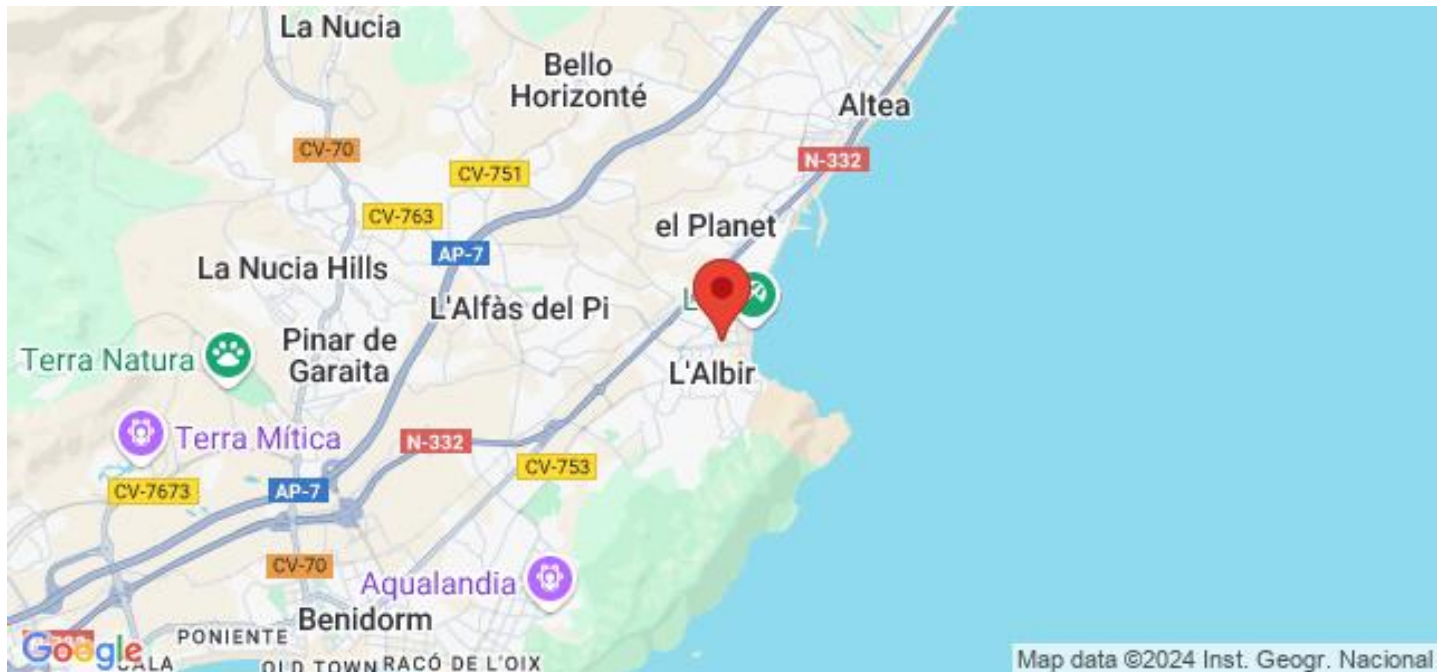 La Nucia
Bello
Horizonté
Altea
CV-70
N-332
CV-751
CV-763
el Planet
AP-7
La Nucia Hills
L'Alfàs del Pi
Pinar de
Garaita
Terra Natura
L'Albir
Terra Mítica
N-332
CV-753
CV-7673
AP-7
CV-70
Aqualandia
Benidorm
PONIENTE
Google
CALA
OLD TOWN
RACÓ DE L'OIX
Map data ©2024 Inst. Geogr. Nacional